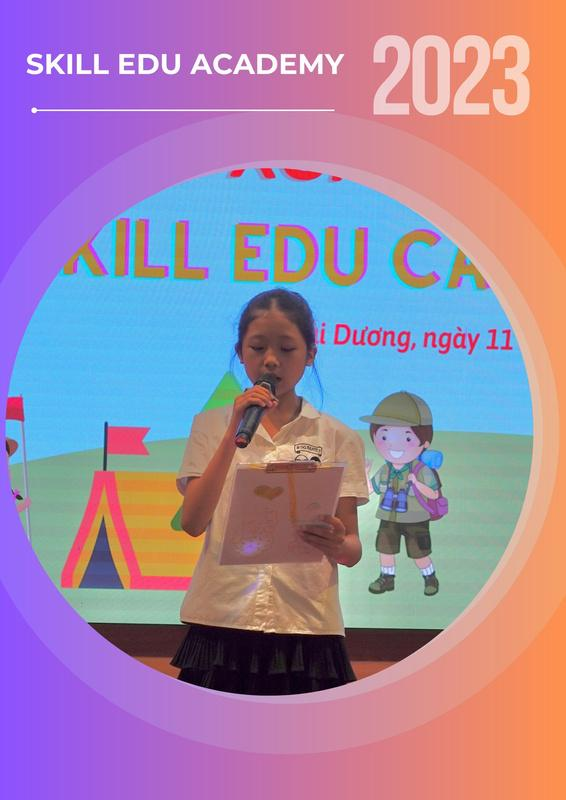 SKILL EDU ACADEMY
2023
KILL EDU CA
i Dương, ngày 11